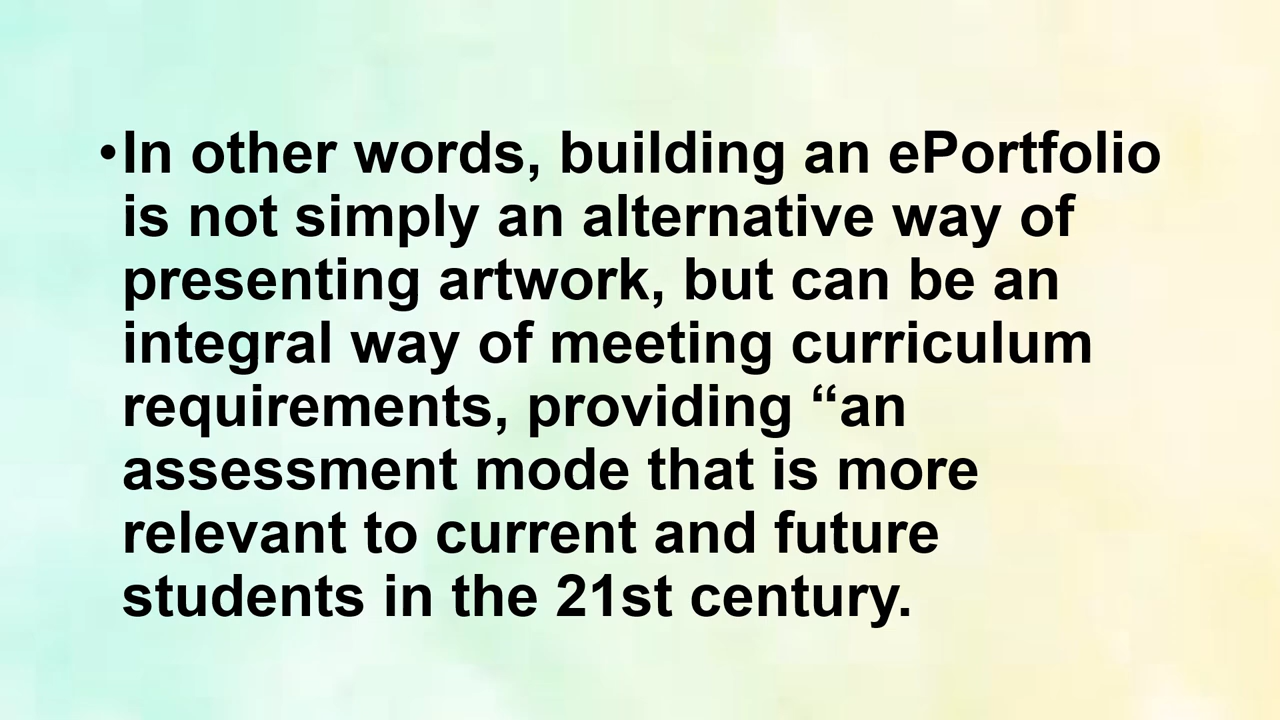 •In other words, building an ePortfolio
is not simply an alternative way of
presenting artwork, but can be an
integral way of meeting curriculum
requirements, providing “an
assessment mode that is more
relevant to current and future
students in the 21st century.